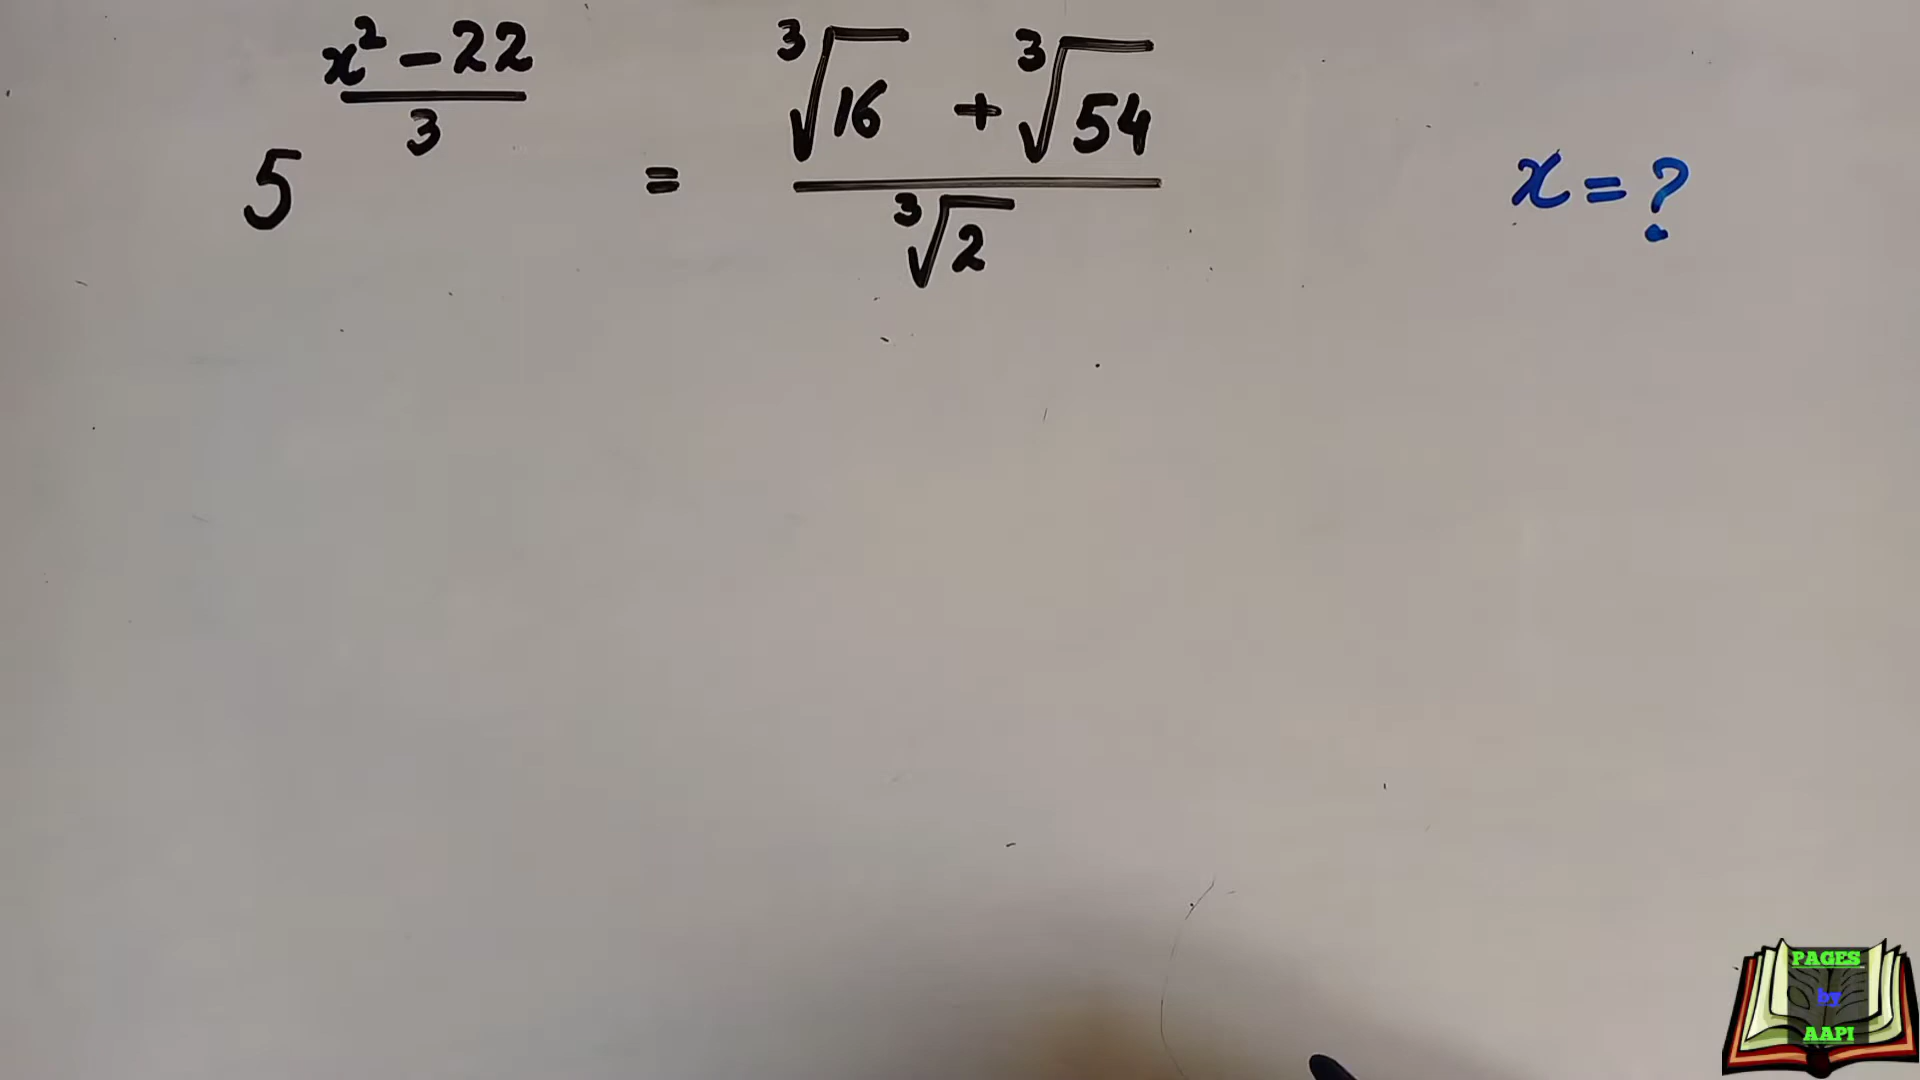 5^((x² - 22)/3) = (∛16 + ∛54)/∛2
x = ?
PAGES
by
AAPI